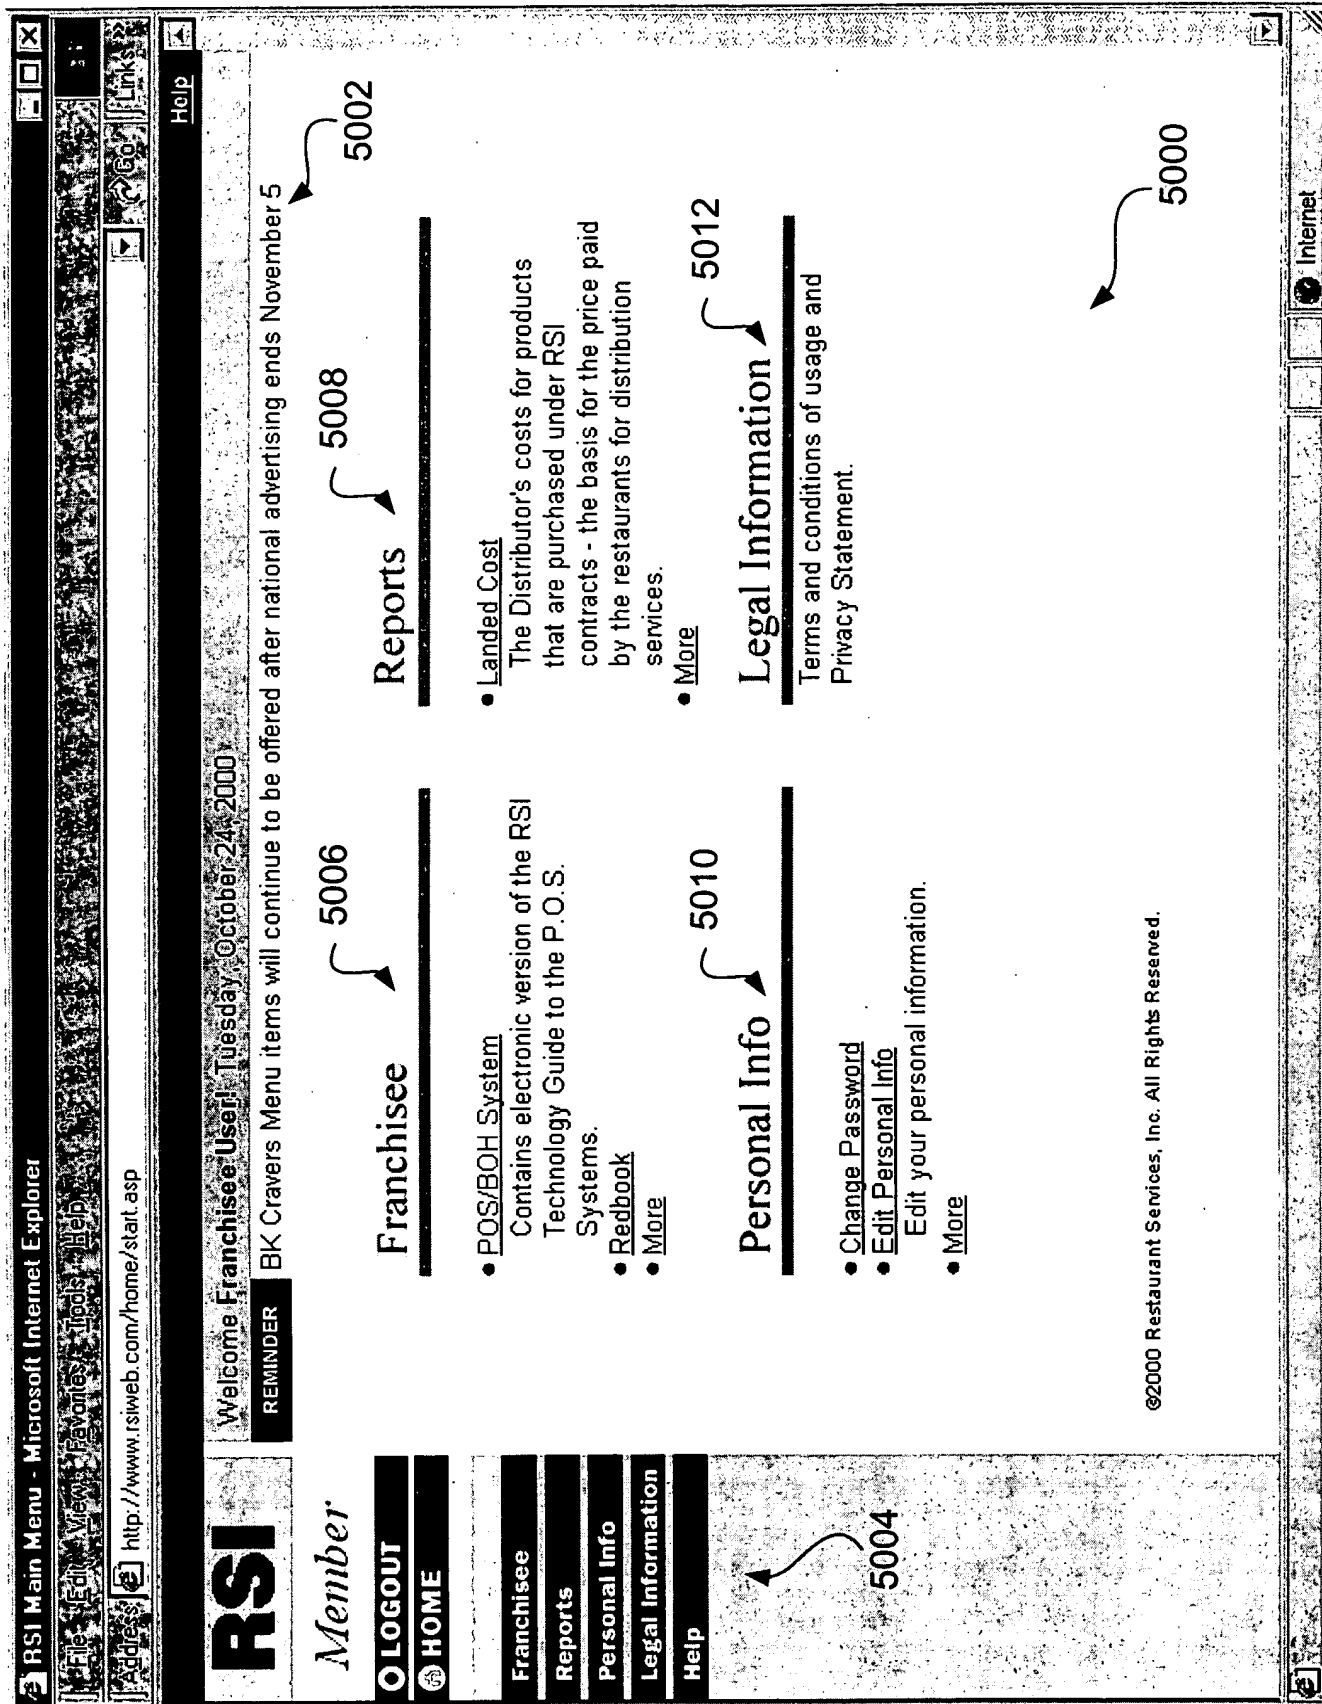 RSI Main Menu - Microsoft Internet Explorer
File Edit View Favorites Tools Help
Address http://www.rsiweb.com/home/start.asp Go Links »
Help
RSI
Welcome Franchisee User! Tuesday, October 24, 2000
REMINDER BK Cravers Menu items will continue to be offered after national advertising ends November 5
5002
Member
LOGOUT
HOME
Franchisee
Reports
Personal Info
Legal Information
Help
5004
5006
Franchisee
• POS/BOH System
Contains electronic version of the RSI
Technology Guide to the P.O.S.
Systems.
• Redbook
• More
5008
Reports
• Landed Cost
The Distributor's costs for products
that are purchased under RSI
contracts - the basis for the price paid
by the restaurants for distribution
services.
• More
5010
Personal Info
• Change Password
• Edit Personal Info
Edit your personal information.
• More
5012
Legal Information
Terms and conditions of usage and
Privacy Statement.
5000
©2000 Restaurant Services, Inc. All Rights Reserved.
Internet